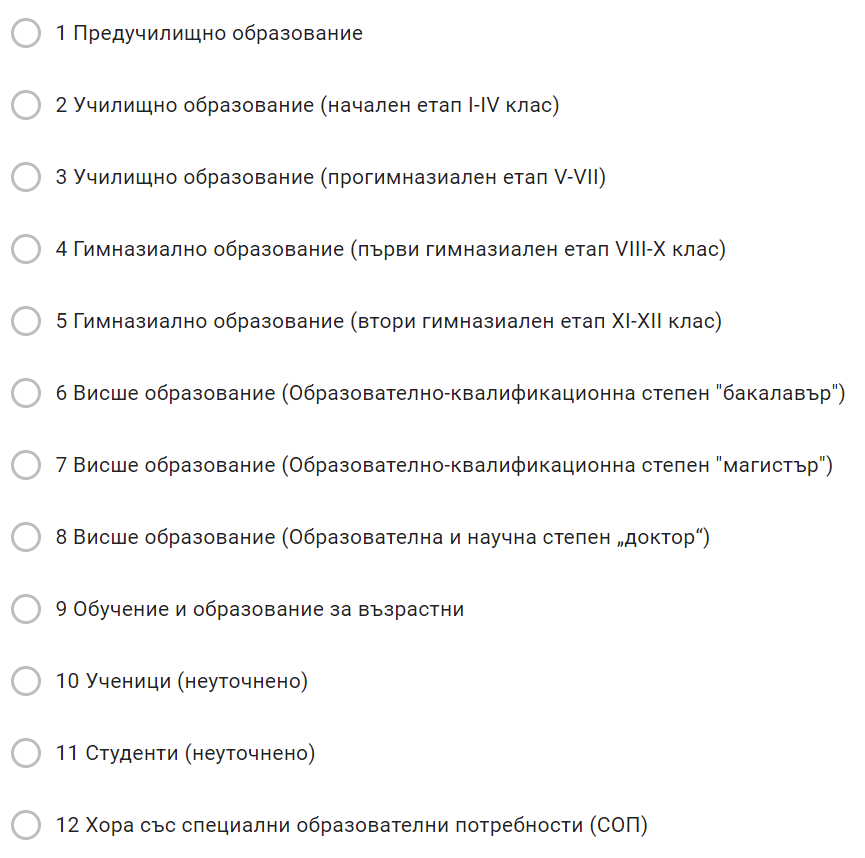 1 Предучилищно образование
2 Училищно образование (начален етап I-IV клас)
3 Училищно образование (прогимназиален етап V-VII)
4 Гимназиално образование (първи гимназиален етап VIII-X клас)
5 Гимназиално образование (втори гимназиален етап XI-XII клас)
6 Висше образование (Образователно-квалификационна степен "бакалавър")
7 Висше образование (Образователно-квалификационна степен "магистър")
8 Висше образование (Образователна и научна степен „доктор“)
9 Обучение и образование за възрастни
10 Ученици (неуточнено)
11 Студенти (неуточнено)
12 Хора със специални образователни потребности (СОП)